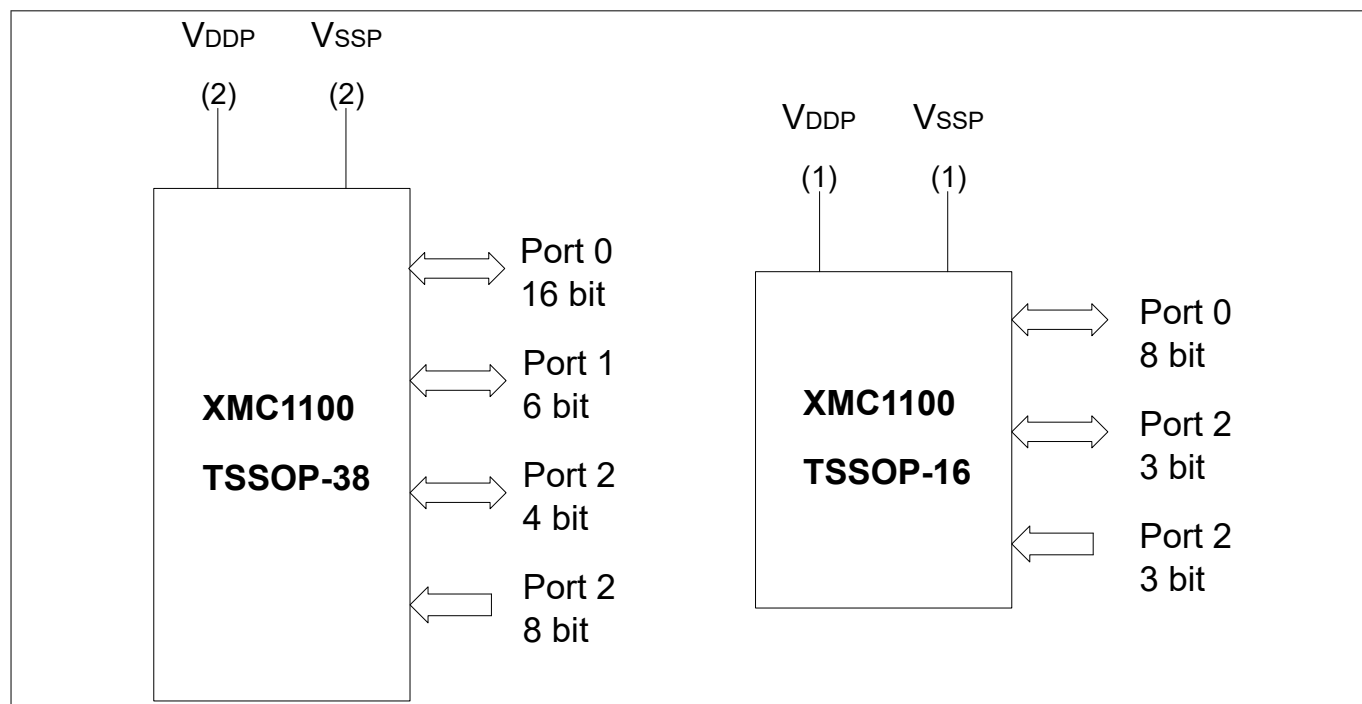 VDDP VSSP
(2) (2)
XMC1100
TSSOP-38
Port 0
16 bit
Port 1
6 bit
Port 2
4 bit
Port 2
8 bit
VDDP VSSP
(1) (1)
XMC1100
TSSOP-16
Port 0
8 bit
Port 2
3 bit
Port 2
3 bit